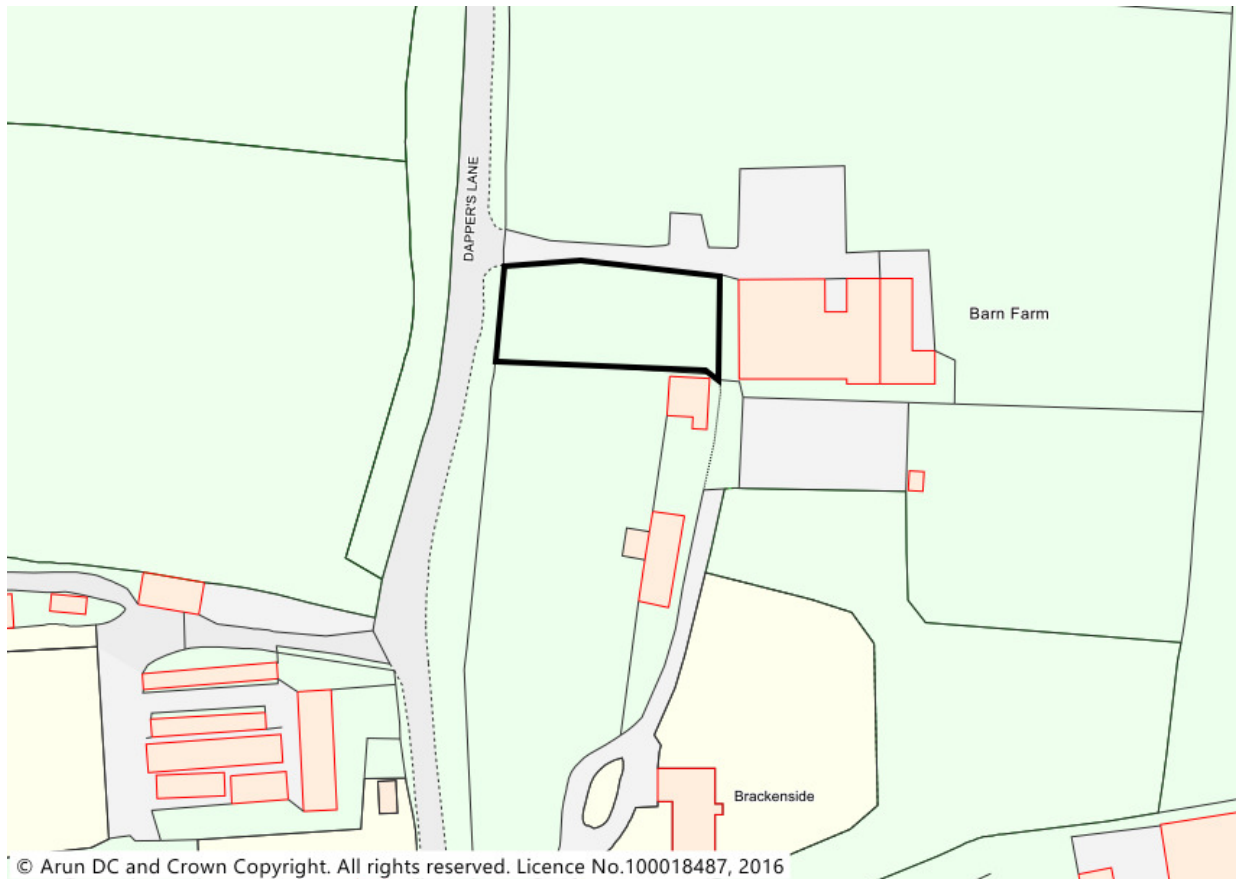 DAPPER'S LANE
Barn Farm
Brackenside
© Arun DC and Crown Copyright. All rights reserved. Licence No.100018487, 2016